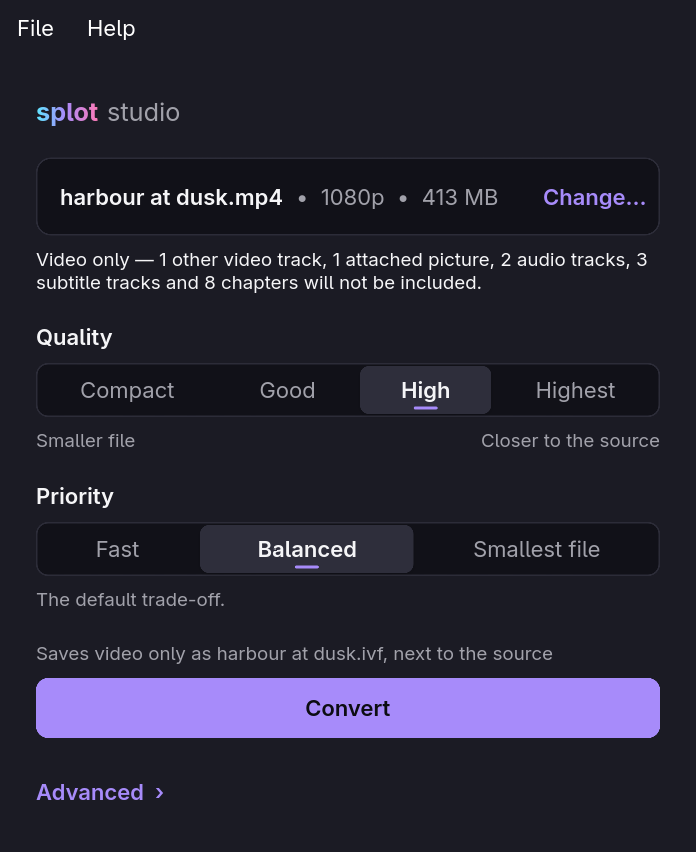 File Help
splot studio
harbour at dusk.mp4 • 1080p • 413 MB Change...
Video only — 1 other video track, 1 attached picture, 2 audio tracks, 3
subtitle tracks and 8 chapters will not be included.
Quality
Compact Good High Highest
Smaller file Closer to the source
Priority
Fast Balanced Smallest file
The default trade-off.
Saves video only as harbour at dusk.ivf, next to the source
Convert
Advanced ›